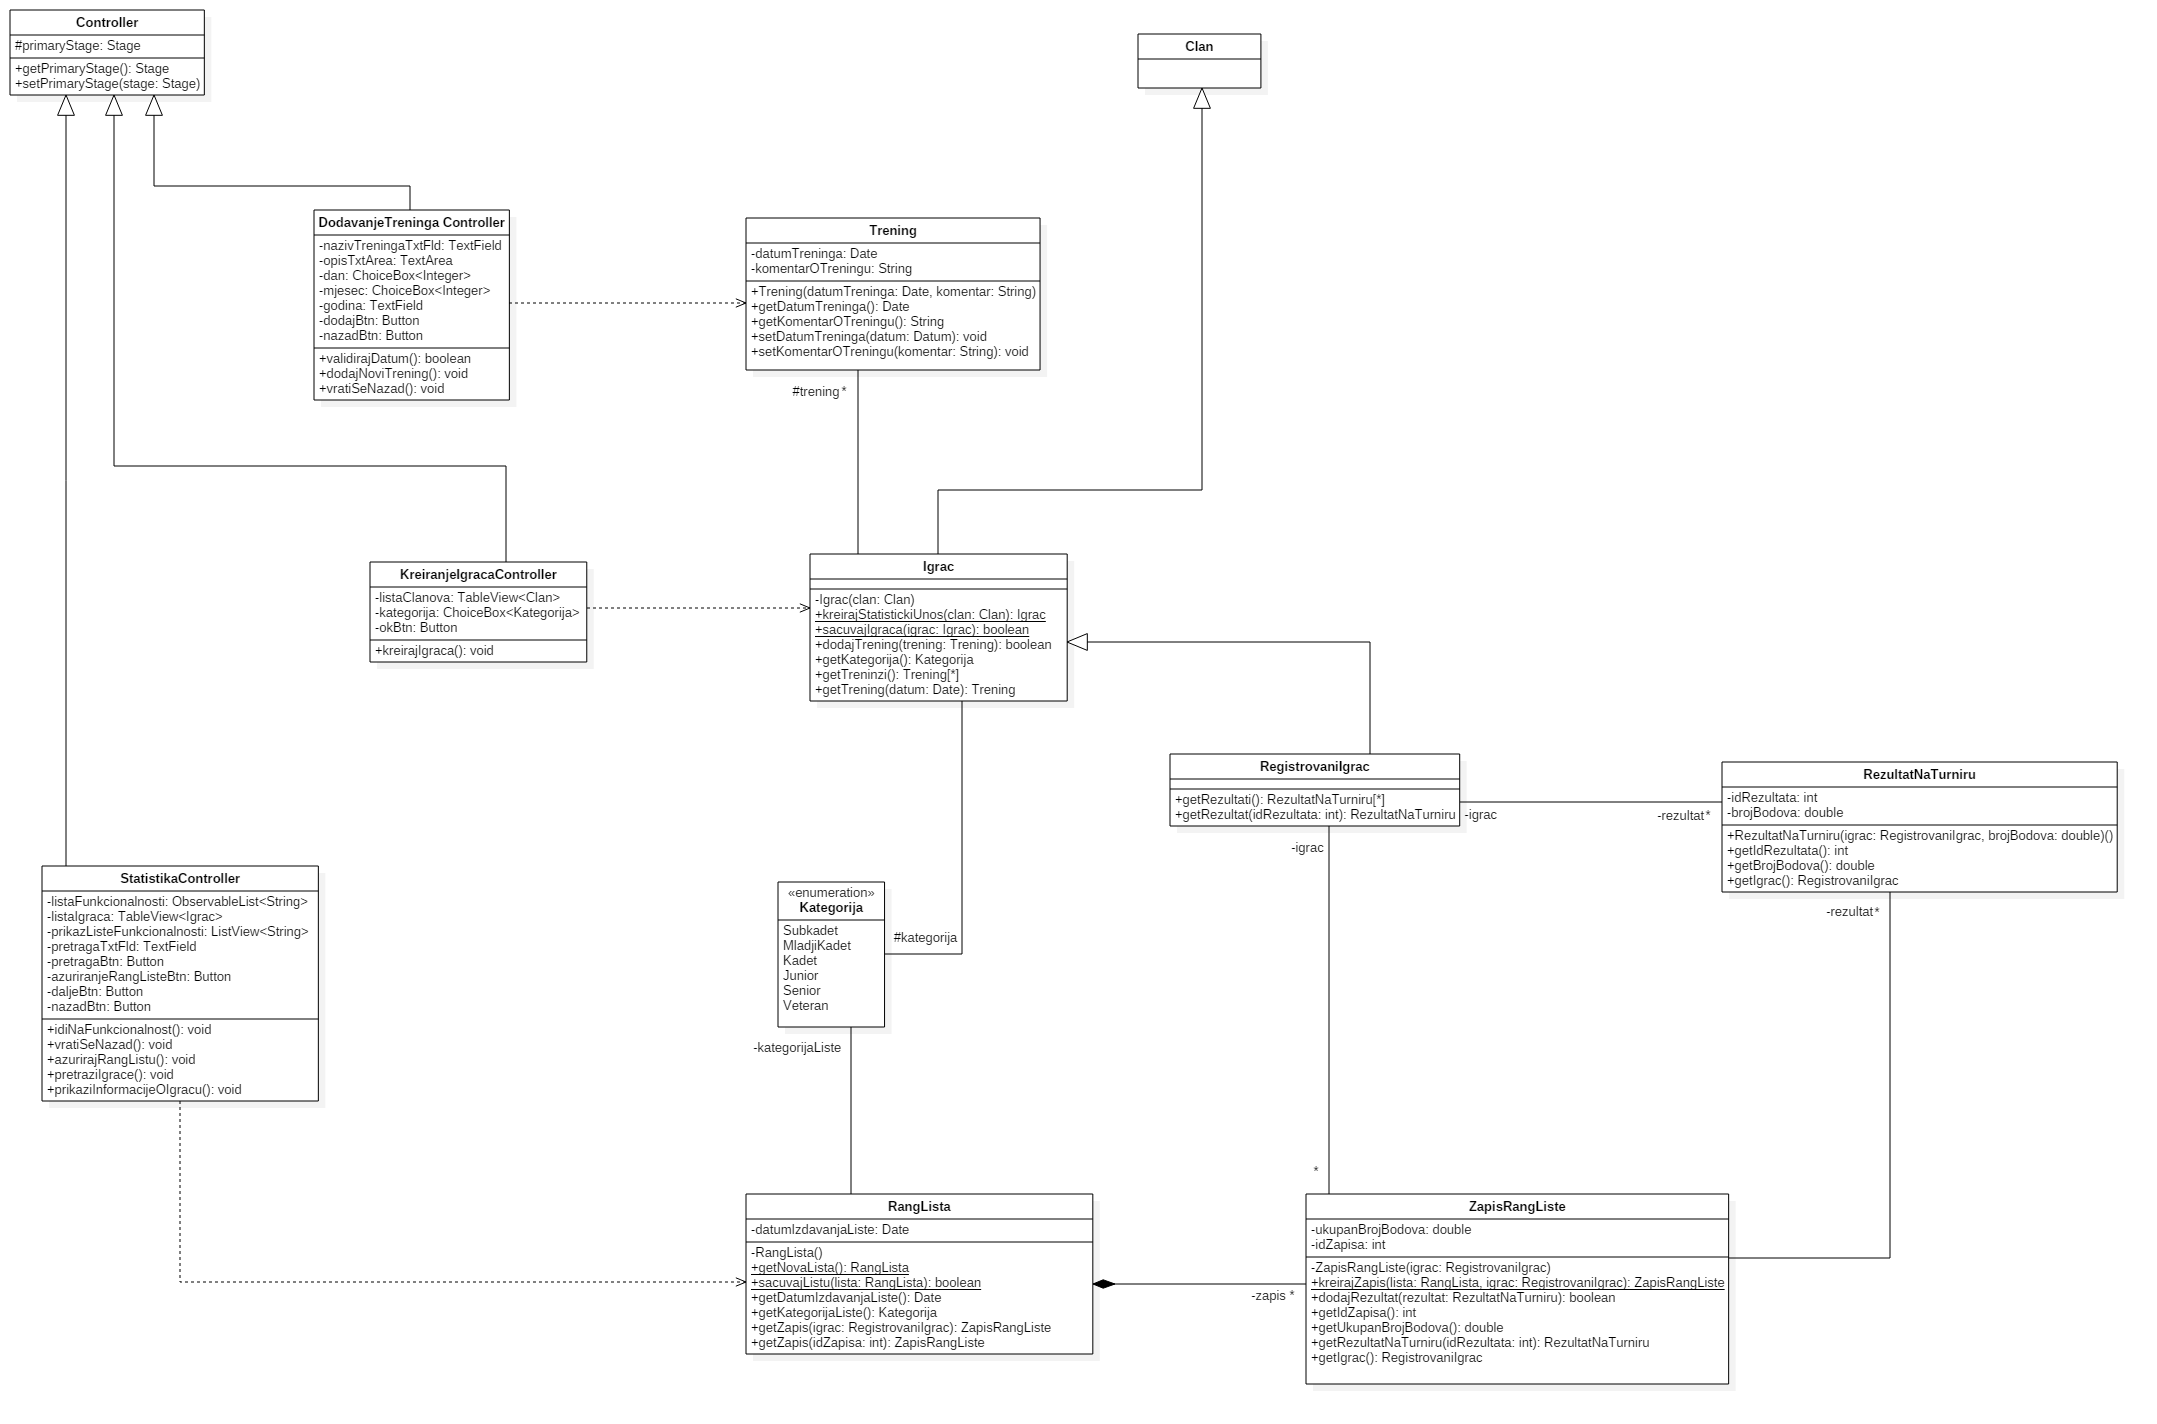 Controller
#primaryStage: Stage
+getPrimaryStage(): Stage
+setPrimaryStage(stage: Stage)
Clan
DodavanjeTreninga Controller
-nazivTreningaTxtFld: TextField
-opisTxtArea: TextArea
-dan: ChoiceBox<Integer>
-mjesec: ChoiceBox<Integer>
-godina: TextField
-dodajBtn: Button
-nazadBtn: Button
+validirajDatum(): boolean
+dodajNoviTrening(): void
+vratiSeNazad(): void
Trening
-datumTreninga: Date
-komentarOTreningu: String
+Trening(datumTreninga: Date, komentar: String)
+getDatumTreninga(): Date
+getKomentarOTreningu(): String
+setDatumTreninga(datum: Datum): void
+setKomentarOTreningu(komentar: String): void
#trening *
KreiranjeIgracaController
-listaClanova: TableView<Clan>
-kategorija: ChoiceBox<Kategorija>
-okBtn: Button
+kreirajIgraca(): void
Igrac
-Igrac(clan: Clan)
+kreirajStatistickiUnos(clan: Clan): Igrac
+sacuvajIgraca(igrac: Igrac): boolean
+dodajTrening(trening: Trening): boolean
+getKategorija(): Kategorija
+getTreninzi(): Trening[*]
+getTrening(datum: Date): Trening
RegistrovaniIgrac
+getRezultati(): RezultatNaTurniru[*]
+getRezultat(idRezultata: int): RezultatNaTurniru
-igrac
-rezultat *
-igrac
RezultatNaTurniru
-idRezultata: int
-brojBodova: double
+RezultatNaTurniru(igrac: RegistrovaniIgrac, brojBodova: double)()
+getIdRezultata(): int
+getBrojBodova(): double
+getIgrac(): RegistrovaniIgrac
-rezultat *
StatistikaController
-listaFunkcionalnosti: ObservableList<String>
-listaIgraca: TableView<Igrac>
-prikazListeFunkcionalnosti: ListView<String>
-pretragaTxtFld: TextField
-pretragaBtn: Button
-azuriranjeRangListeBtn: Button
-daljeBtn: Button
-nazadBtn: Button
+idiNaFunkcionalnost(): void
+vratiSeNazad(): void
+azurirajRangListu(): void
+pretraziIgrace(): void
+prikaziInformacijeOIgracu(): void
«enumeration»
Kategorija
Subkadet
MladjiKadet
Kadet
Junior
Senior
Veteran
#kategorija
-kategorijaListe
*
RangLista
-datumIzdavanjaListe: Date
-RangLista()
+getNovaLista(): RangLista
+sacuvajListu(lista: RangLista): boolean
+getDatumIzdavanjaListe(): Date
+getKategorijaListe(): Kategorija
+getZapis(igrac: RegistrovaniIgrac): ZapisRangListe
+getZapis(idZapisa: int): ZapisRangListe
-zapis *
ZapisRangListe
-ukupanBrojBodova: double
-idZapisa: int
-ZapisRangListe(igrac: RegistrovaniIgrac)
+kreirajZapis(lista: RangLista, igrac: RegistrovaniIgrac): ZapisRangListe
+dodajRezultat(rezultat: RezultatNaTurniru): boolean
+getIdZapisa(): int
+getUkupanBrojBodova(): double
+getRezultatNaTurniru(idRezultata: int): RezultatNaTurniru
+getIgrac(): RegistrovaniIgrac